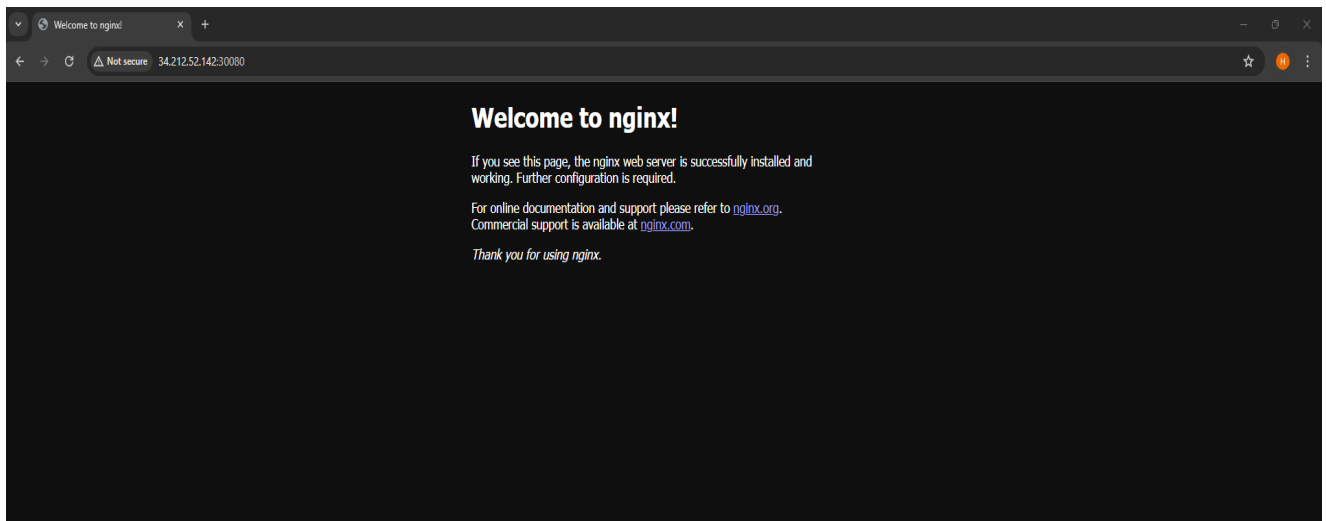 Welcome to nginx!
Not secure 34.212.52.142:30080
H
Welcome to nginx!
If you see this page, the nginx web server is successfully installed and
working. Further configuration is required.
For online documentation and support please refer to nginx.org.
Commercial support is available at nginx.com.
Thank you for using nginx.